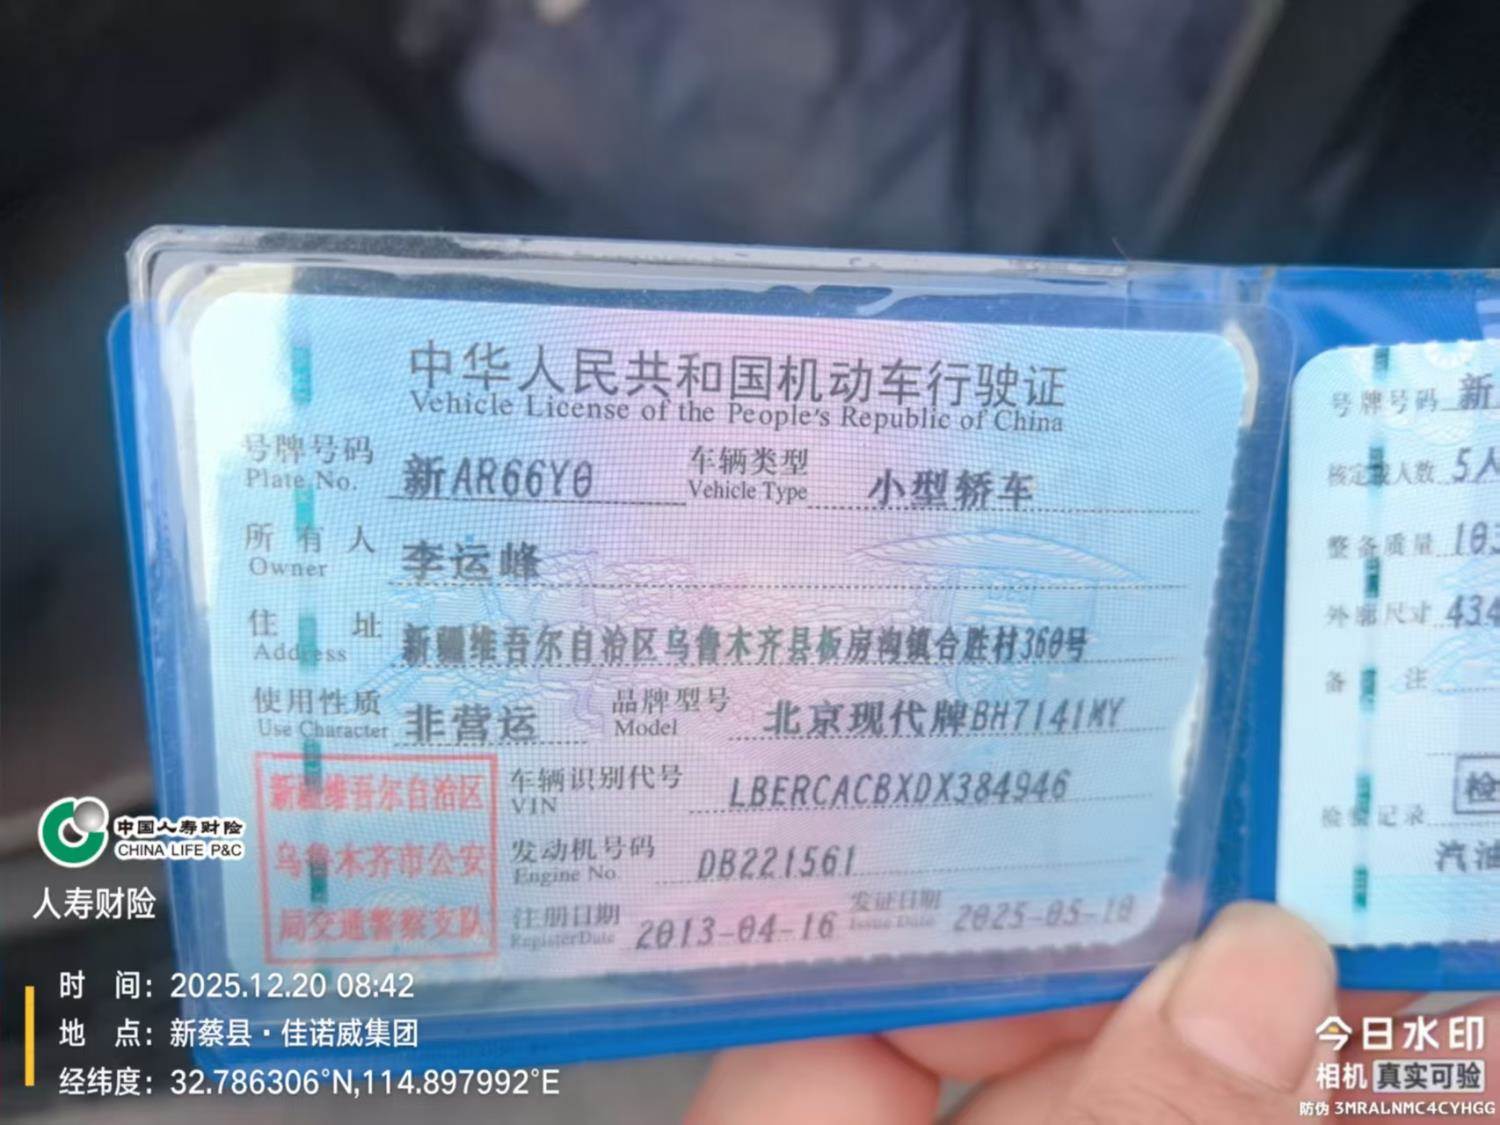 中华人民共和国机动车行驶证
Vehicle License of the People's Republic of China
号牌号码 新AR66Y0 车辆类型 小型轿车
Plate No. Vehicle Type
所有人 李运峰
Owner
住址 新疆维吾尔自治区乌鲁木齐县板房沟镇合胜村360号
Address
使用性质 非营运 品牌型号 北京现代牌BH7141MY
Use Character Model
新疆维吾尔自治区
乌鲁木齐市公安
局交通警察支队
车辆识别代号 LBERCACBXDX384946
VIN
发动机号码 DB221561
Engine No.
注册日期 2013-04-16 发证日期 2025-05-10
Register Date Issue Date
号牌号码 新
核定载人数 5人
整备质量 103
外廓尺寸 434
备注
检
检验记录
汽油
中国人寿财险
CHINA LIFE P&C
人寿财险
时 间：2025.12.20 08:42
地 点：新蔡县·佳诺威集团
经纬度：32.786306°N,114.897992°E
今日水印
相机 真实可验
防伪 3MRALNMC4CYHGG